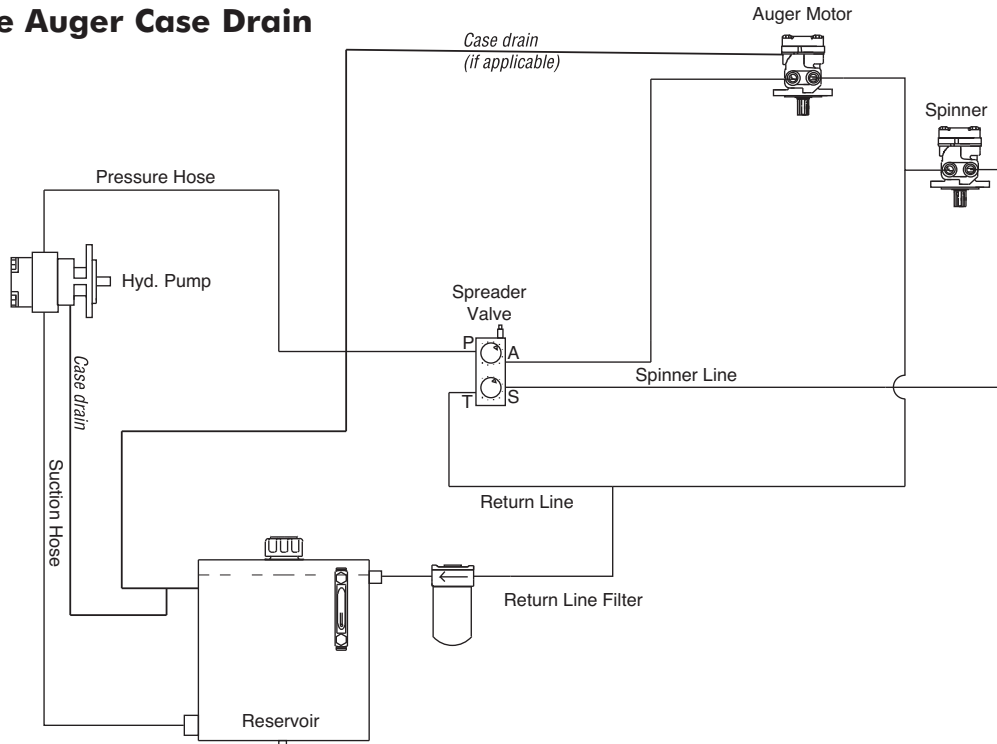 Auger Case Drain
Auger Motor
Case drain
(if applicable)
Spinner
Pressure Hose
Hyd. Pump
Spreader
Valve
P
A
T
S
Spinner Line
Case drain
Suction Hose
Return Line
Return Line Filter
Reservoir